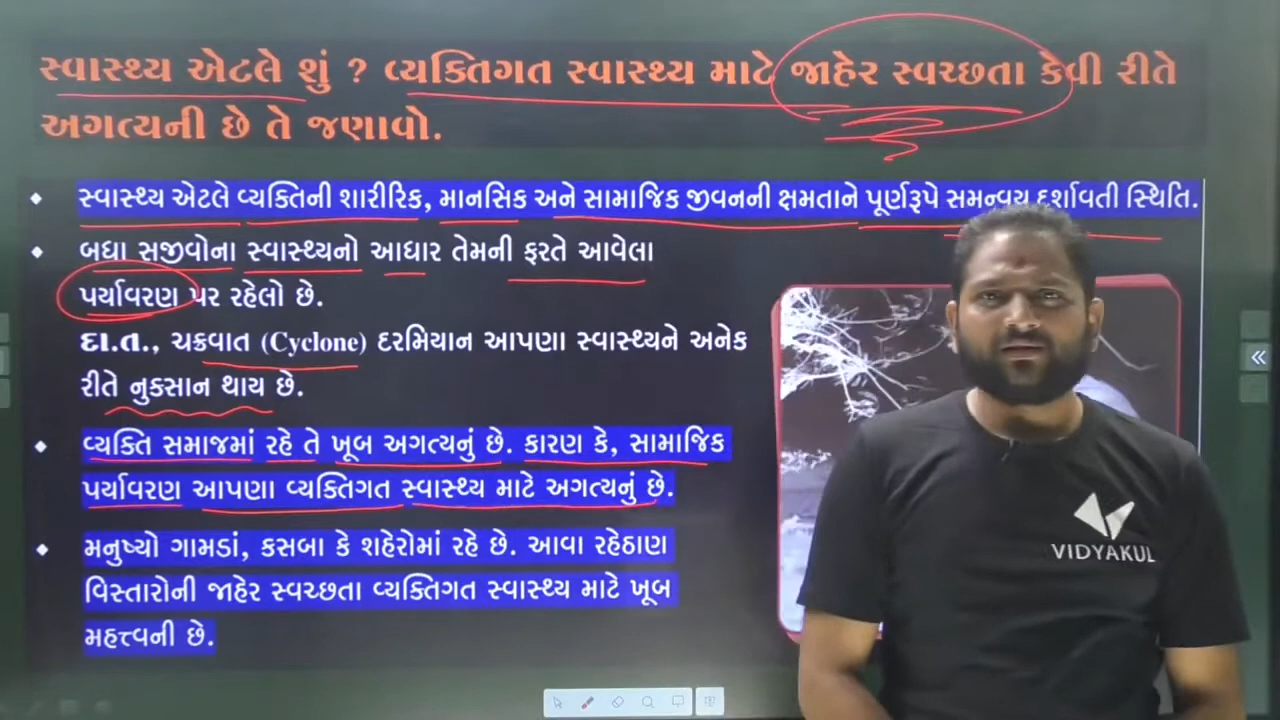 સ્વાસ્થ્ય એટલે શું ? વ્યક્તિગત સ્વાસ્થ્ય માટે જાહેર સ્વચ્છતા કેવી રીતે
અગત્યની છે તે જણાવો.
સ્વાસ્થ્ય એટલે વ્યક્તિની શારીરિક, માનસિક અને સામાજિક જીવનની ક્ષમતાને પૂર્ણરૂપે સમન્વય દર્શાવતી સ્થિતિ.
બધા સજીવોના સ્વાસ્થ્યનો આધાર તેમની ફરતે આવેલા
પર્યાવરણ પર રહેલો છે.
દા.ત., ચક્રવાત (Cyclone) દરમિયાન આપણા સ્વાસ્થ્યને અનેક
રીતે નુકસાન થાય છે.
વ્યક્તિ સમાજમાં રહે તે ખૂબ અગત્યનું છે. કારણ કે, સામાજિક
પર્યાવરણ આપણા વ્યક્તિગત સ્વાસ્થ્ય માટે અગત્યનું છે.
મનુષ્યો ગામડાં, કસબા કે શહેરોમાં રહે છે. આવા રહેઠાણ
વિસ્તારોની જાહેર સ્વચ્છતા વ્યક્તિગત સ્વાસ્થ્ય માટે ખૂબ
મહત્ત્વની છે.
VIDYAKUL